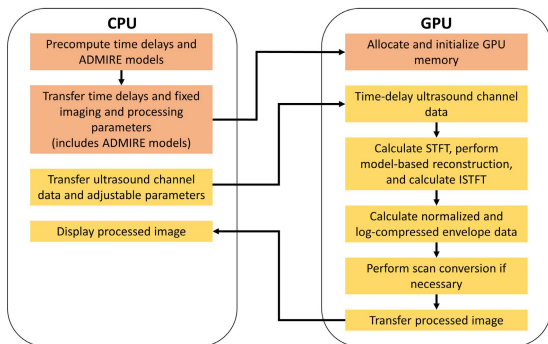 CPU
Precompute time delays and
ADMIRE models
Transfer time delays and fixed
imaging and processing
parameters
(includes ADMIRE models)
Transfer ultrasound channel
data and adjustable parameters
Display processed image
GPU
Allocate and initialize GPU
memory
Time-delay ultrasound channel
data
Calculate STFT, perform
model-based reconstruction,
and calculate ISTFT
Calculate normalized and
log-compressed envelope data
Perform scan conversion if
necessary
Transfer processed image